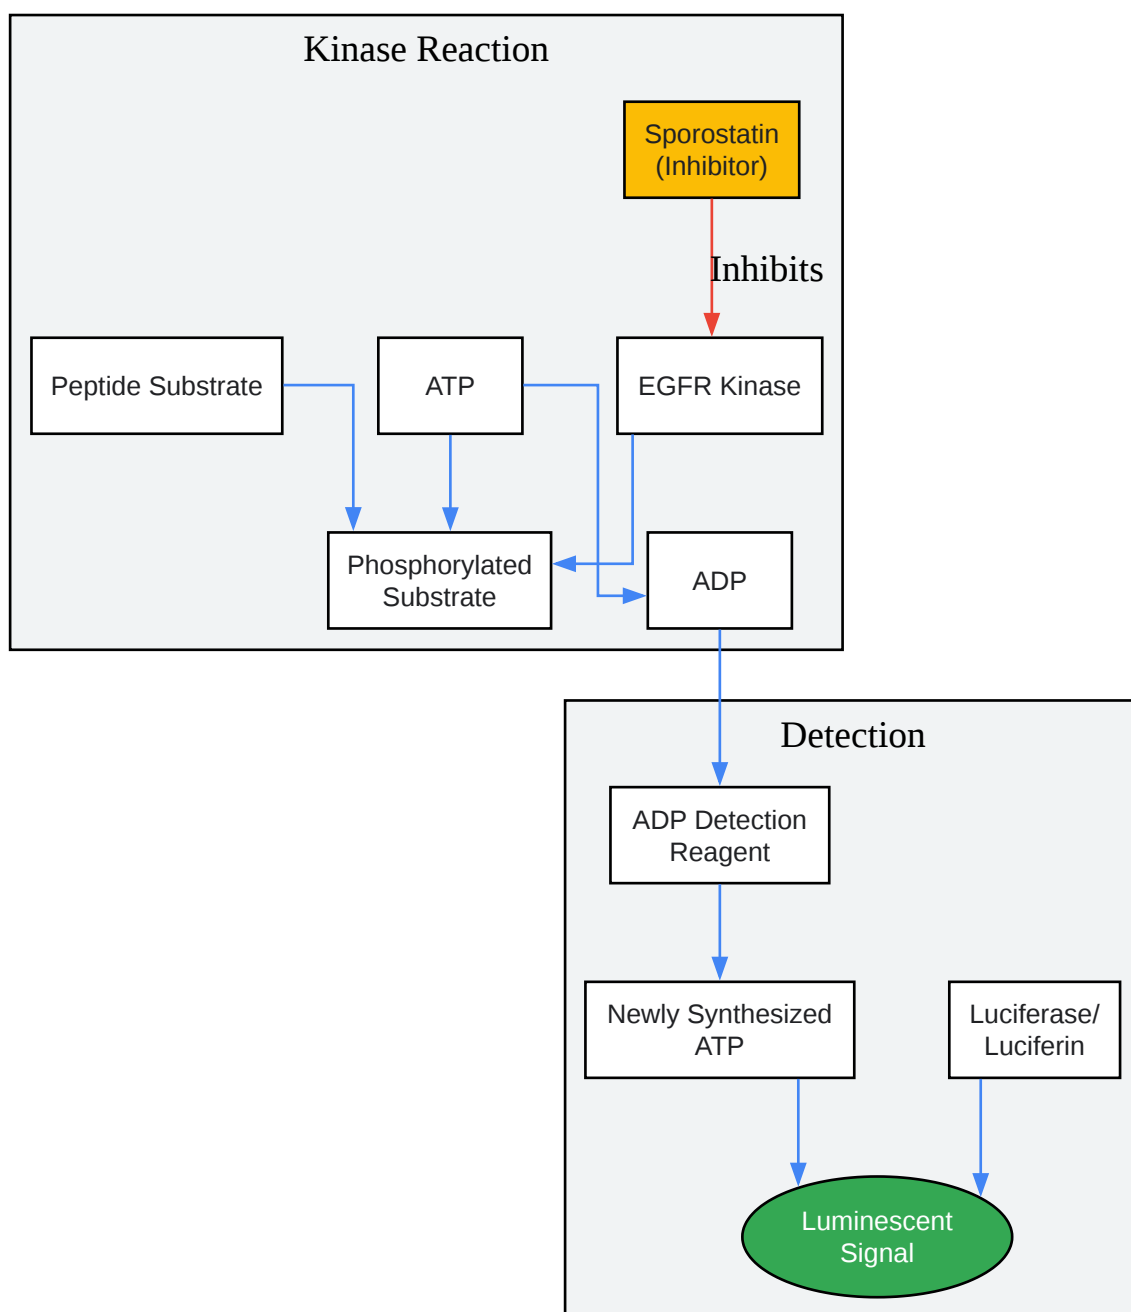 Kinase Reaction
Sporostatin
(Inhibitor)
Inhibits
Peptide Substrate
ATP
EGFR Kinase
Phosphorylated
Substrate
ADP
Detection
ADP Detection
Reagent
Newly Synthesized
ATP
Luciferase/
Luciferin
Luminescent
Signal